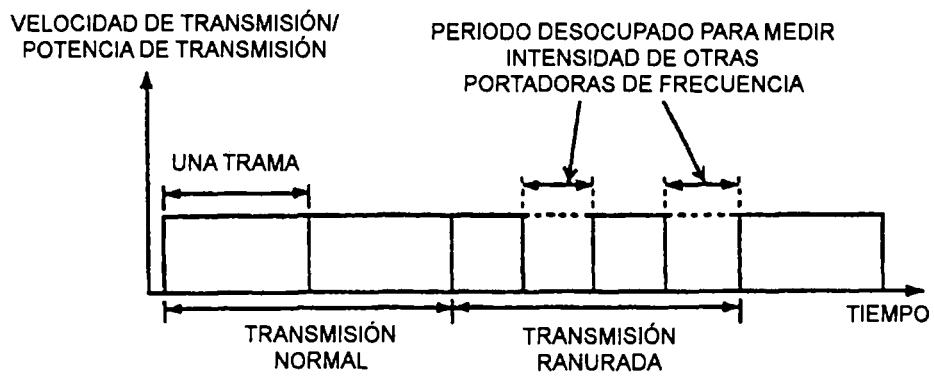 VELOCIDAD DE TRANSMISIÓN/
POTENCIA DE TRANSMISIÓN
PERIODO DESOCUPADO PARA MEDIR
INTENSIDAD DE OTRAS
PORTADORAS DE FRECUENCIA
UNA TRAMA
TIEMPO
TRANSMISIÓN
NORMAL
TRANSMISIÓN
RANURADA